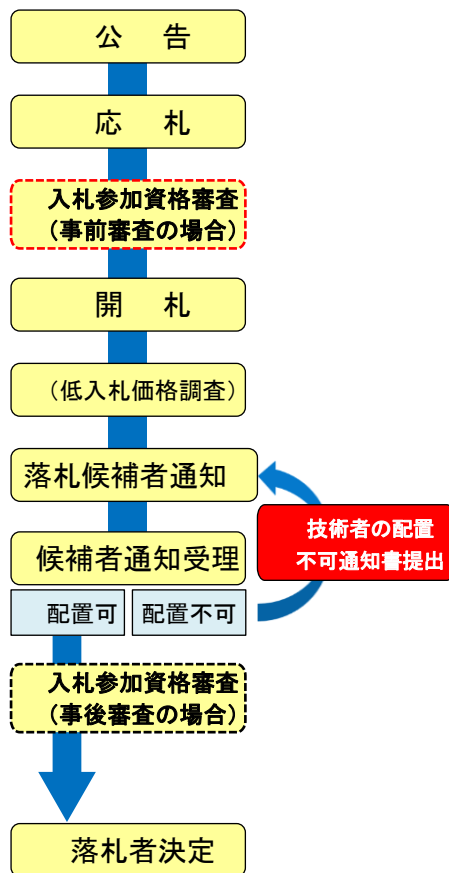 公　告
応　札
入札参加資格審査
（事前審査の場合）
開　札
（低入札価格調査）
落札候補者通知
候補者通知受理
技術者の配置
不可通知書提出
配置可
配置不可
入札参加資格審査
（事後審査の場合）
落札者決定